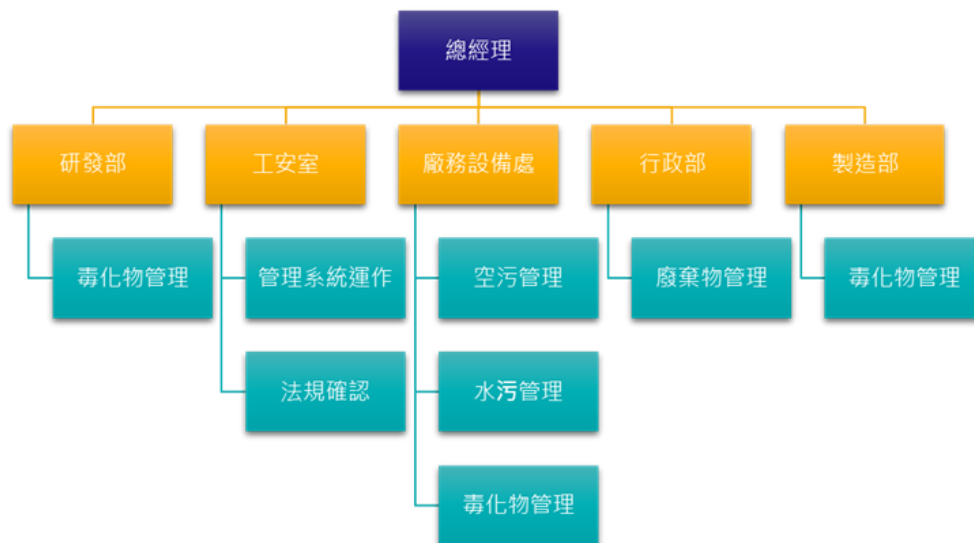 總經理
研發部
工安室
廠務設備處
行政部
製造部
毒化物管理
管理系統運作
空污管理
廢棄物管理
毒化物管理
法規確認
水污管理
毒化物管理